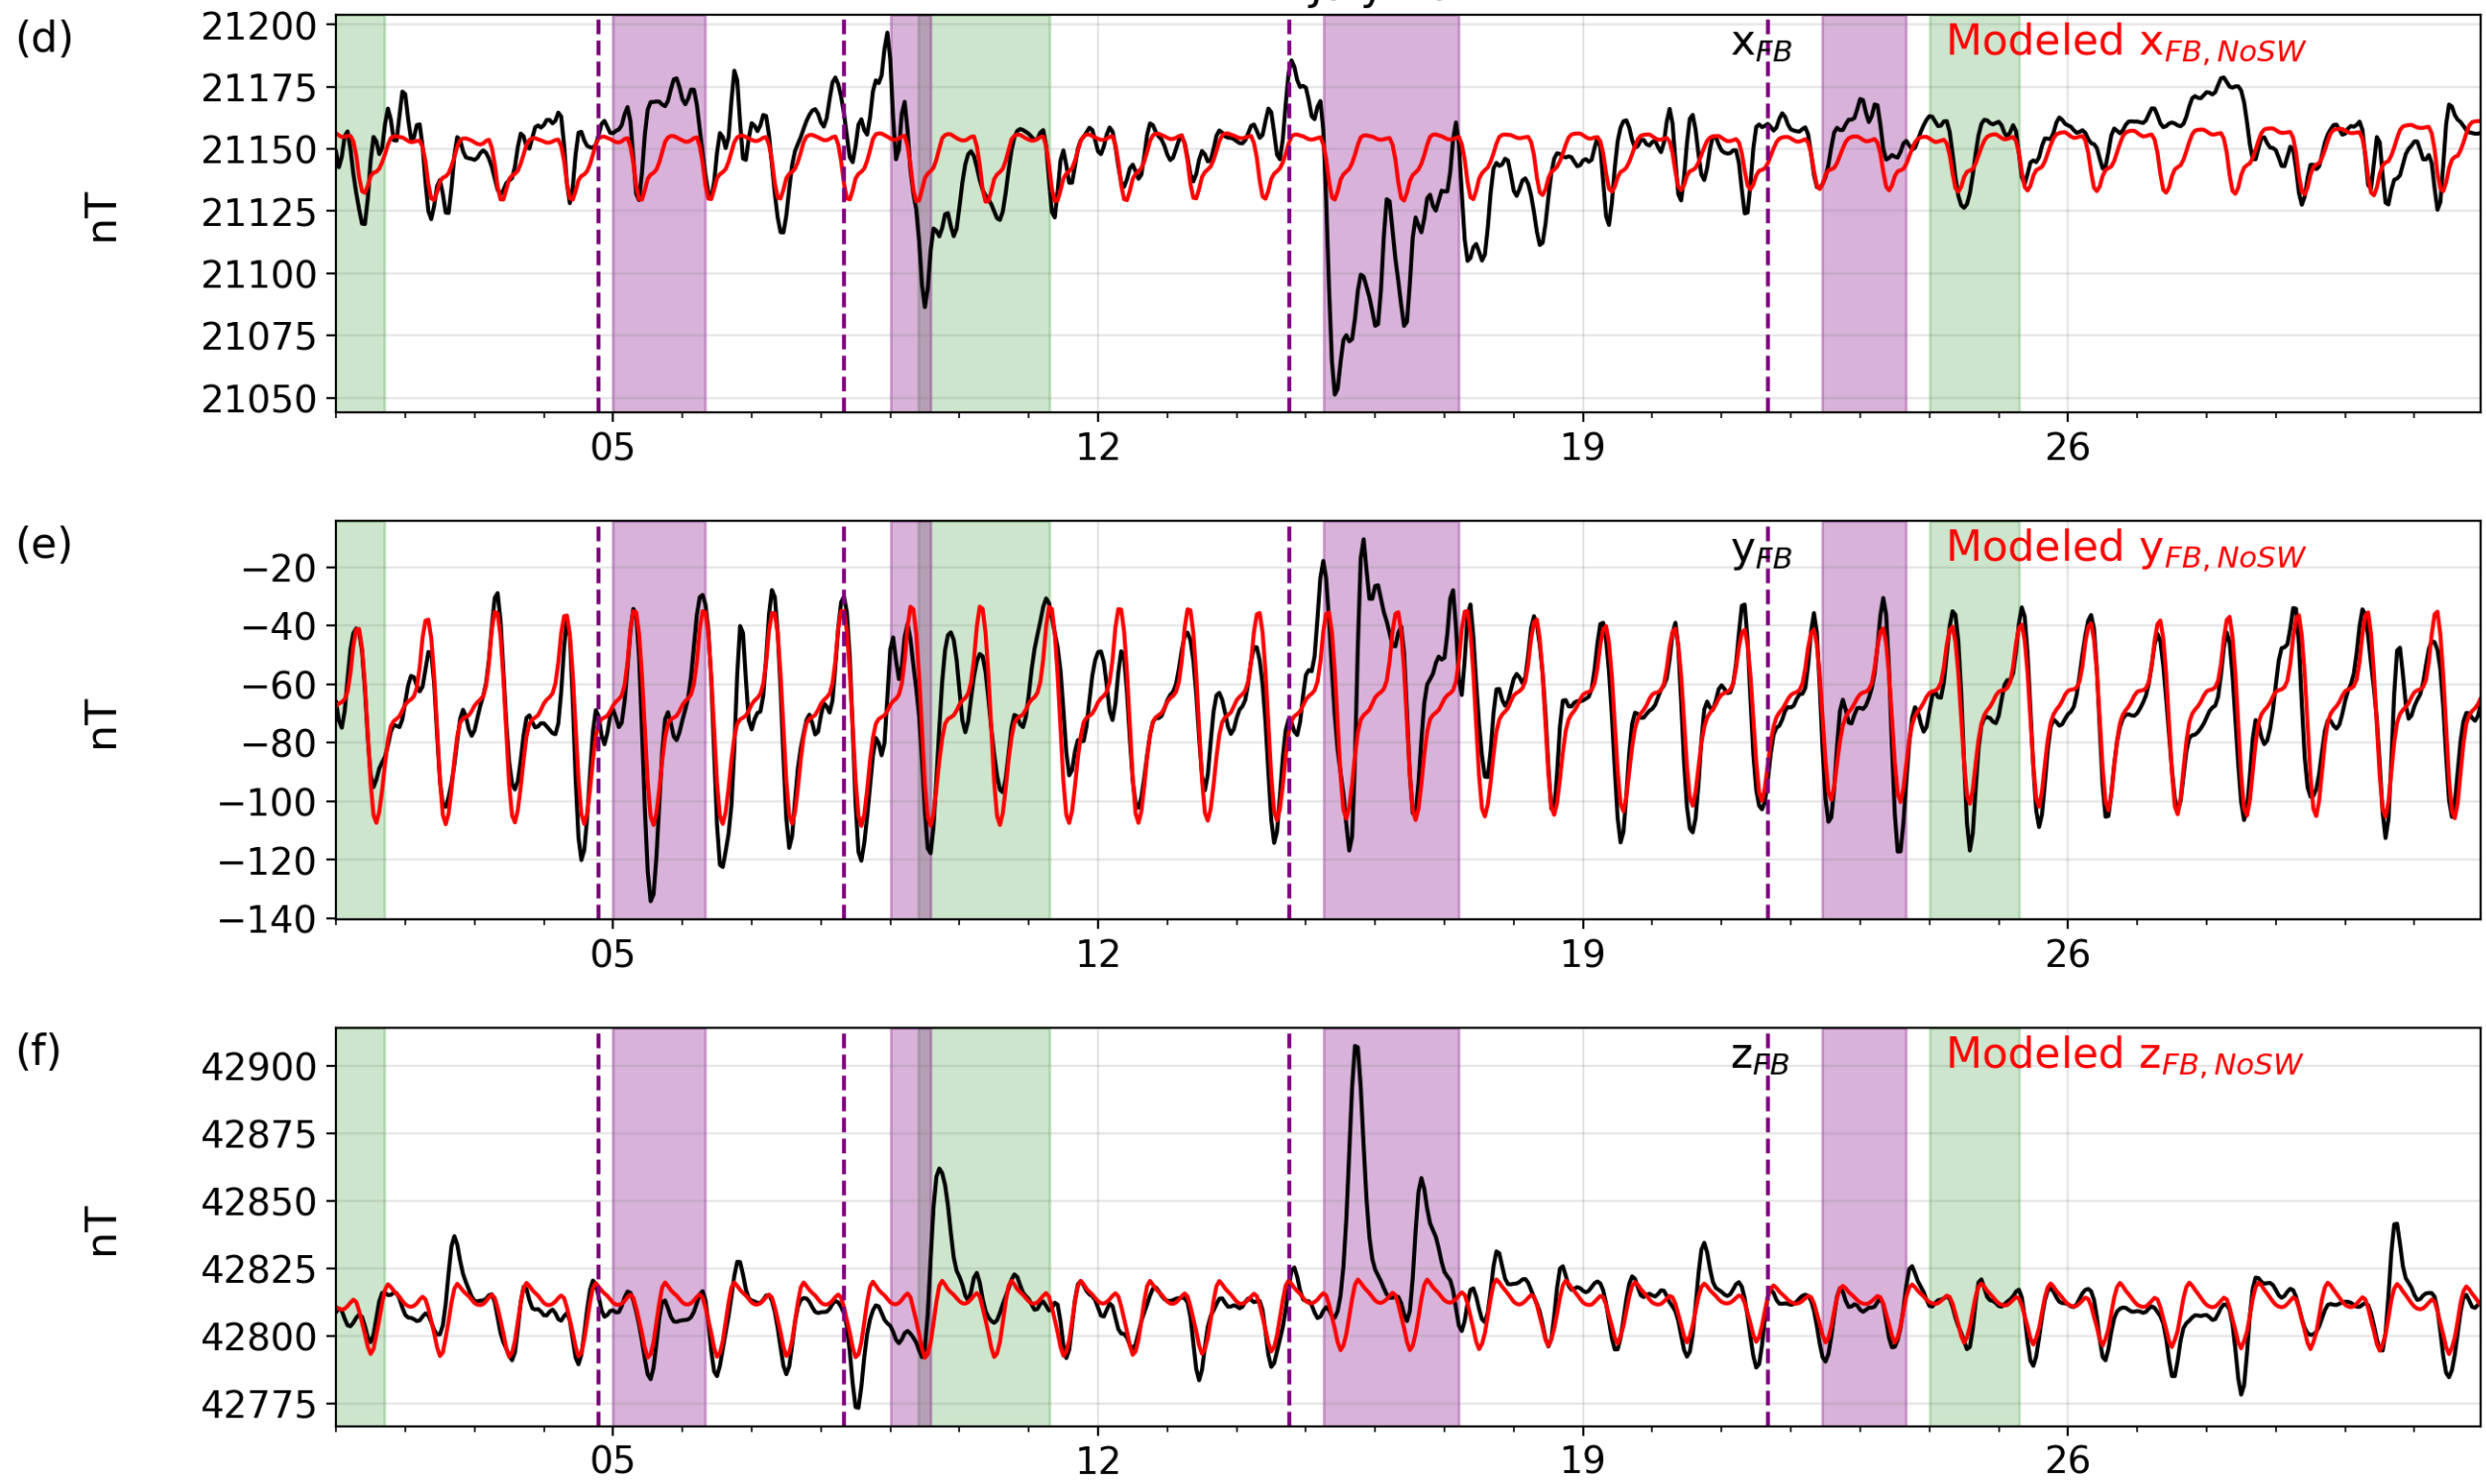 (d)
21200
21175
21150
21125
21100
21075
21050
nT
x_FB
Modeled x_FB, NoSW
05 12 19 26
(e)
−20
−40
−60
−80
−100
−120
−140
nT
y_FB
Modeled y_FB, NoSW
05 12 19 26
(f)
42900
42875
42850
42825
42800
42775
nT
z_FB
Modeled z_FB, NoSW
05 12 19 26